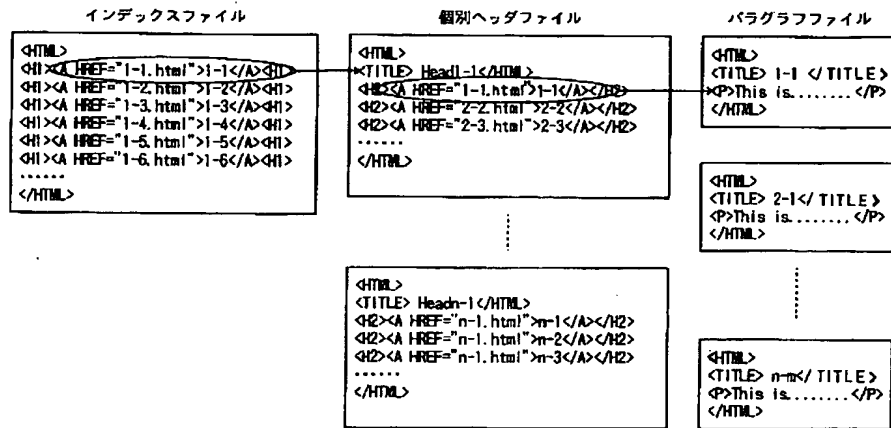 インデックスファイル
<HTML>
<H1><A HREF="1-1.html">1-1</A><H1>
<H1><A HREF="1-2.html">1-2</A><H1>
<H1><A HREF="1-3.html">1-3</A><H1>
<H1><A HREF="1-4.html">1-4</A><H1>
<H1><A HREF="1-5.html">1-5</A><H1>
<H1><A HREF="1-6.html">1-6</A><H1>
......
</HTML>
個別ヘッダファイル
<HTML>
<TITLE> Head1-1</HTML>
<H2><A HREF="1-1.html">1-1</A></H2>
<H2><A HREF="2-2.html">2-2</A></H2>
<H2><A HREF="2-3.html">2-3</A></H2>
......
</HTML>
<HTML>
<TITLE> Headn-1</HTML>
<H2><A HREF="n-1.html">n-1</A></H2>
<H2><A HREF="n-1.html">n-2</A></H2>
<H2><A HREF="n-1.html">n-3</A></H2>
......
</HTML>
パラグラフファイル
<HTML>
<TITLE> 1-1 </TITLE>
<P>This is........</P>
</HTML>
<HTML>
<TITLE> 2-1</TITLE>
<P>This is........</P>
</HTML>
<HTML>
<TITLE> n-m</TITLE>
<P>This is........</P>
</HTML>